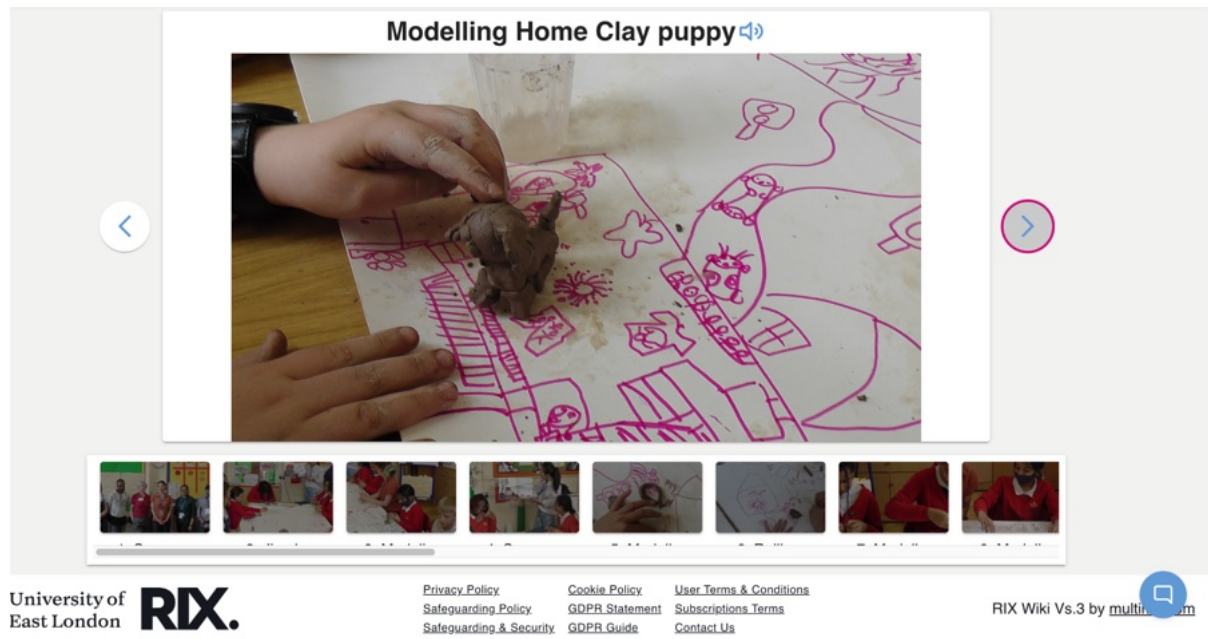 Modelling Home Clay puppy
University of
East London
RIX.
Privacy Policy
Safeguarding Policy
Safeguarding & Security
Cookie Policy
GDPR Statement
GDPR Guide
User Terms & Conditions
Subscriptions Terms
Contact Us
RIX Wiki Vs.3 by